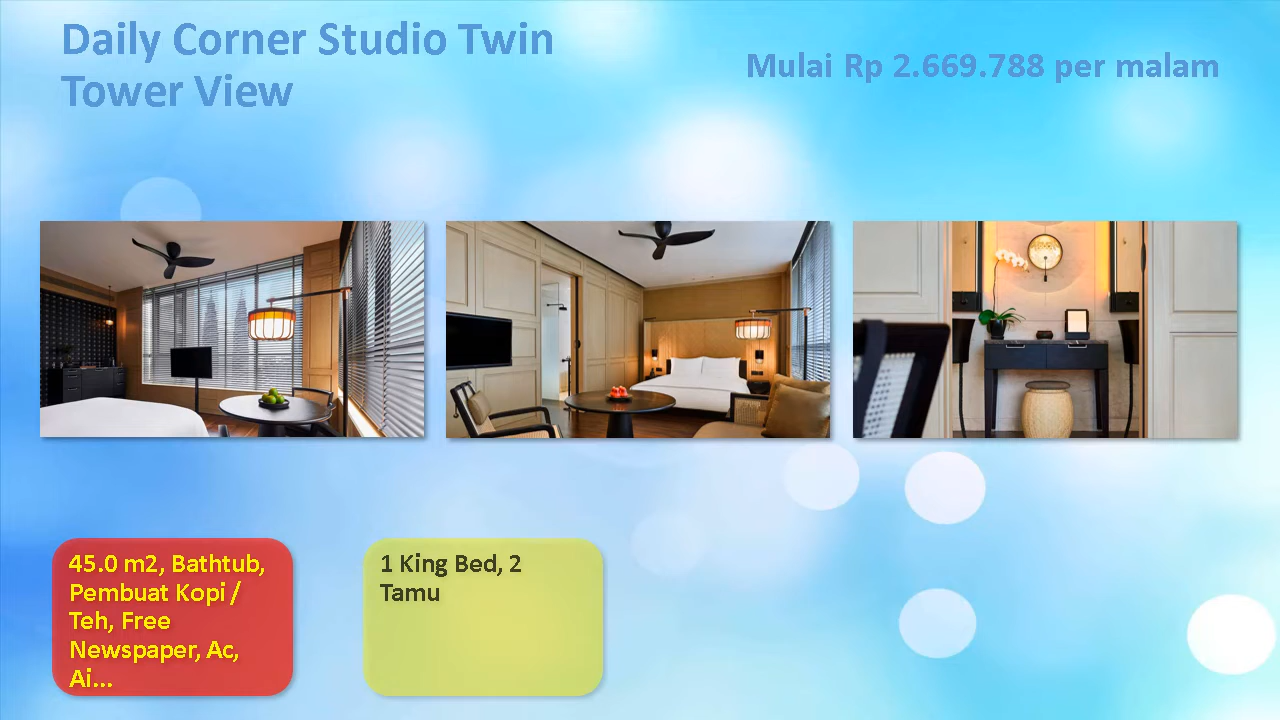 Daily Corner Studio Twin
Tower View
Mulai Rp 2.669.788 per malam
45.0 m2, Bathtub,
Pembuat Kopi /
Teh, Free
Newspaper, Ac,
Ai...
1 King Bed, 2
Tamu